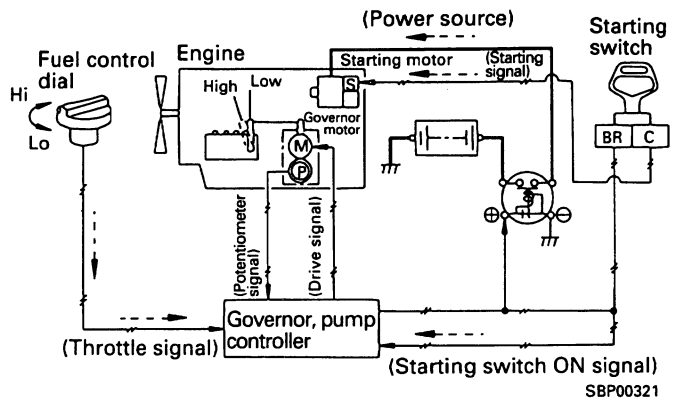 (Power source)
Starting
switch
Fuel control
dial
Engine
Starting motor
(Starting
signal)
Hi
Lo
High
Low
S
Governor
motor
M
P
BR
C
⊕
⊖
(Potentiometer
signal)
(Drive signal)
Governor, pump
controller
(Throttle signal)
(Starting switch ON signal)
SBP00321